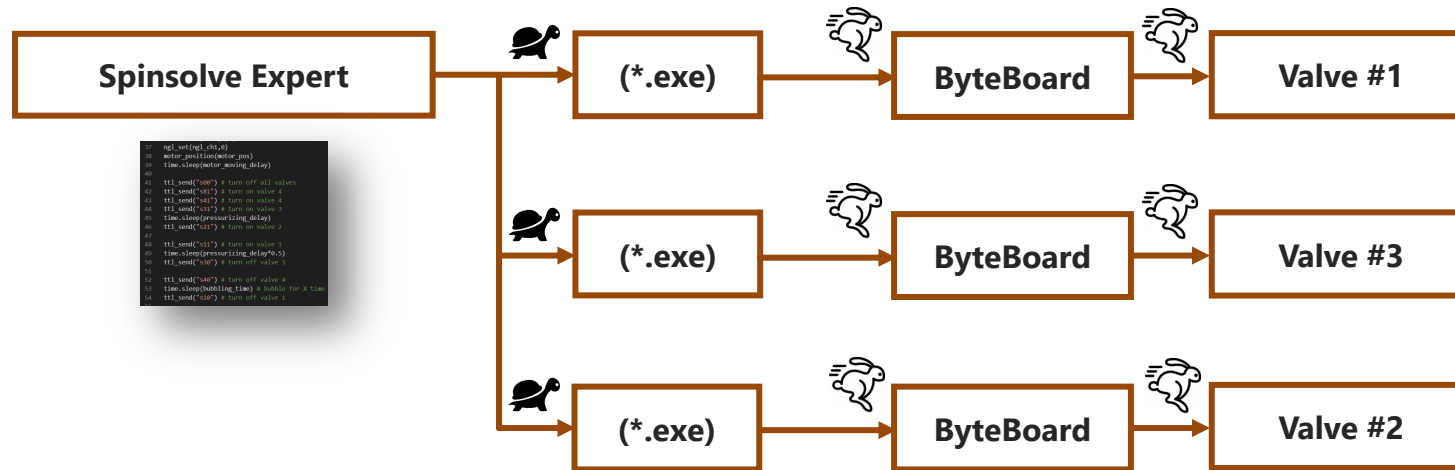 Spinsolve Expert
(*.exe)
ByteBoard
Valve #1
37 ngl_set(ngl_ch1,0)
38 motor_position(motor_pos)
39 time.sleep(motor_moving_delay)
40
41 ttl_send("s00") # turn off all valves
42 ttl_send("s81") # turn on valve 4
43 ttl_send("s41") # turn on valve 4
44 ttl_send("s31") # turn on valve 3
45 time.sleep(pressurizing_delay)
46 ttl_send("s21") # turn on valve 2
47
48 ttl_send("s11") # turn on valve 1
49 time.sleep(pressurizing_delay*0.5)
50 ttl_send("s30") # turn off valve 3
51
52 ttl_send("s40") # turn off valve 4
53 time.sleep(bubbling_time) # bubble for X time
54 ttl_send("s10") # turn off valve 1
(*.exe)
ByteBoard
Valve #3
(*.exe)
ByteBoard
Valve #2